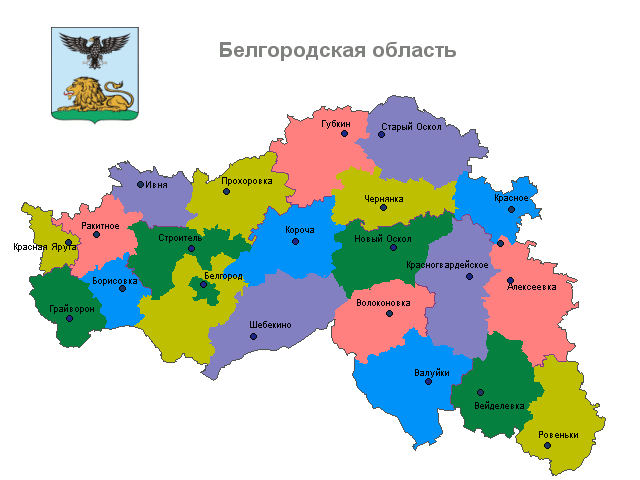 Белгородская область
Губкин
Старый Оскол
Ивня
Прохоровка
Чернянка
Красное
Ракитное
Короча
Строитель
Новый Оскол
Красная Яруга
Красногвардейское
Белгород
Борисовка
Алексеевка
Грайворон
Волоконовка
Шебекино
Валуйки
Вейделевка
Ровеньки